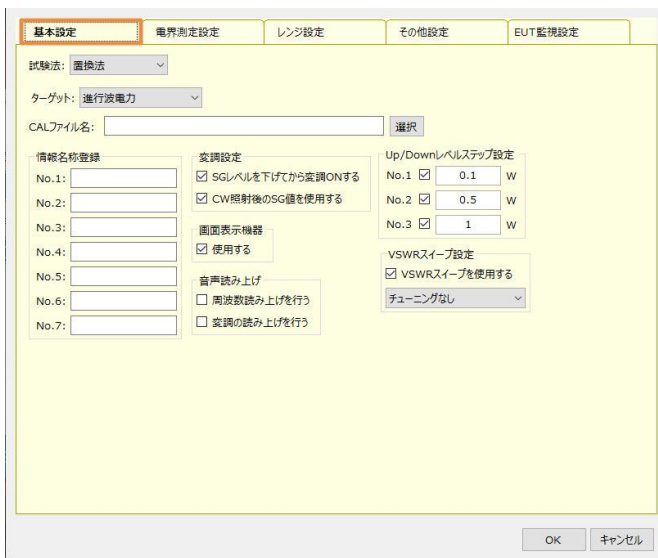 基本設定 電界測定設定 レンジ設定 その他設定 EUT監視設定
試験法: 置換法
ターゲット: 進行波電力
CALファイル名: 選択
情報名称登録
No.1:
No.2:
No.3:
No.4:
No.5:
No.6:
No.7:
変調設定
SGレベルを下げてから変調ONする
CW照射後のSG値を使用する
画面表示機器
使用する
音声読み上げ
周波数読み上げを行う
変調の読み上げを行う
Up/Downレベルステップ設定
No.1 0.1 W
No.2 0.5 W
No.3 1 W
VSWRスイープ設定
VSWRスイープを使用する
チューニングなし
OK キャンセル